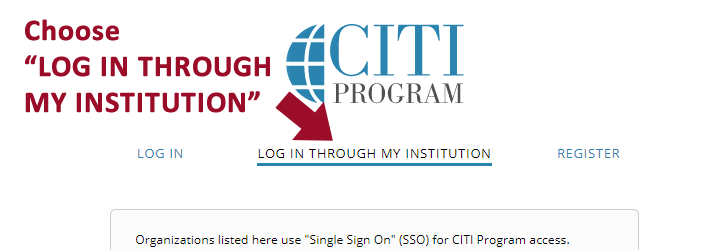 Choose
“LOG IN THROUGH
MY INSTITUTION”
CITI
PROGRAM
LOG IN
LOG IN THROUGH MY INSTITUTION
REGISTER
Organizations listed here use "Single Sign On" (SSO) for CITI Program access.